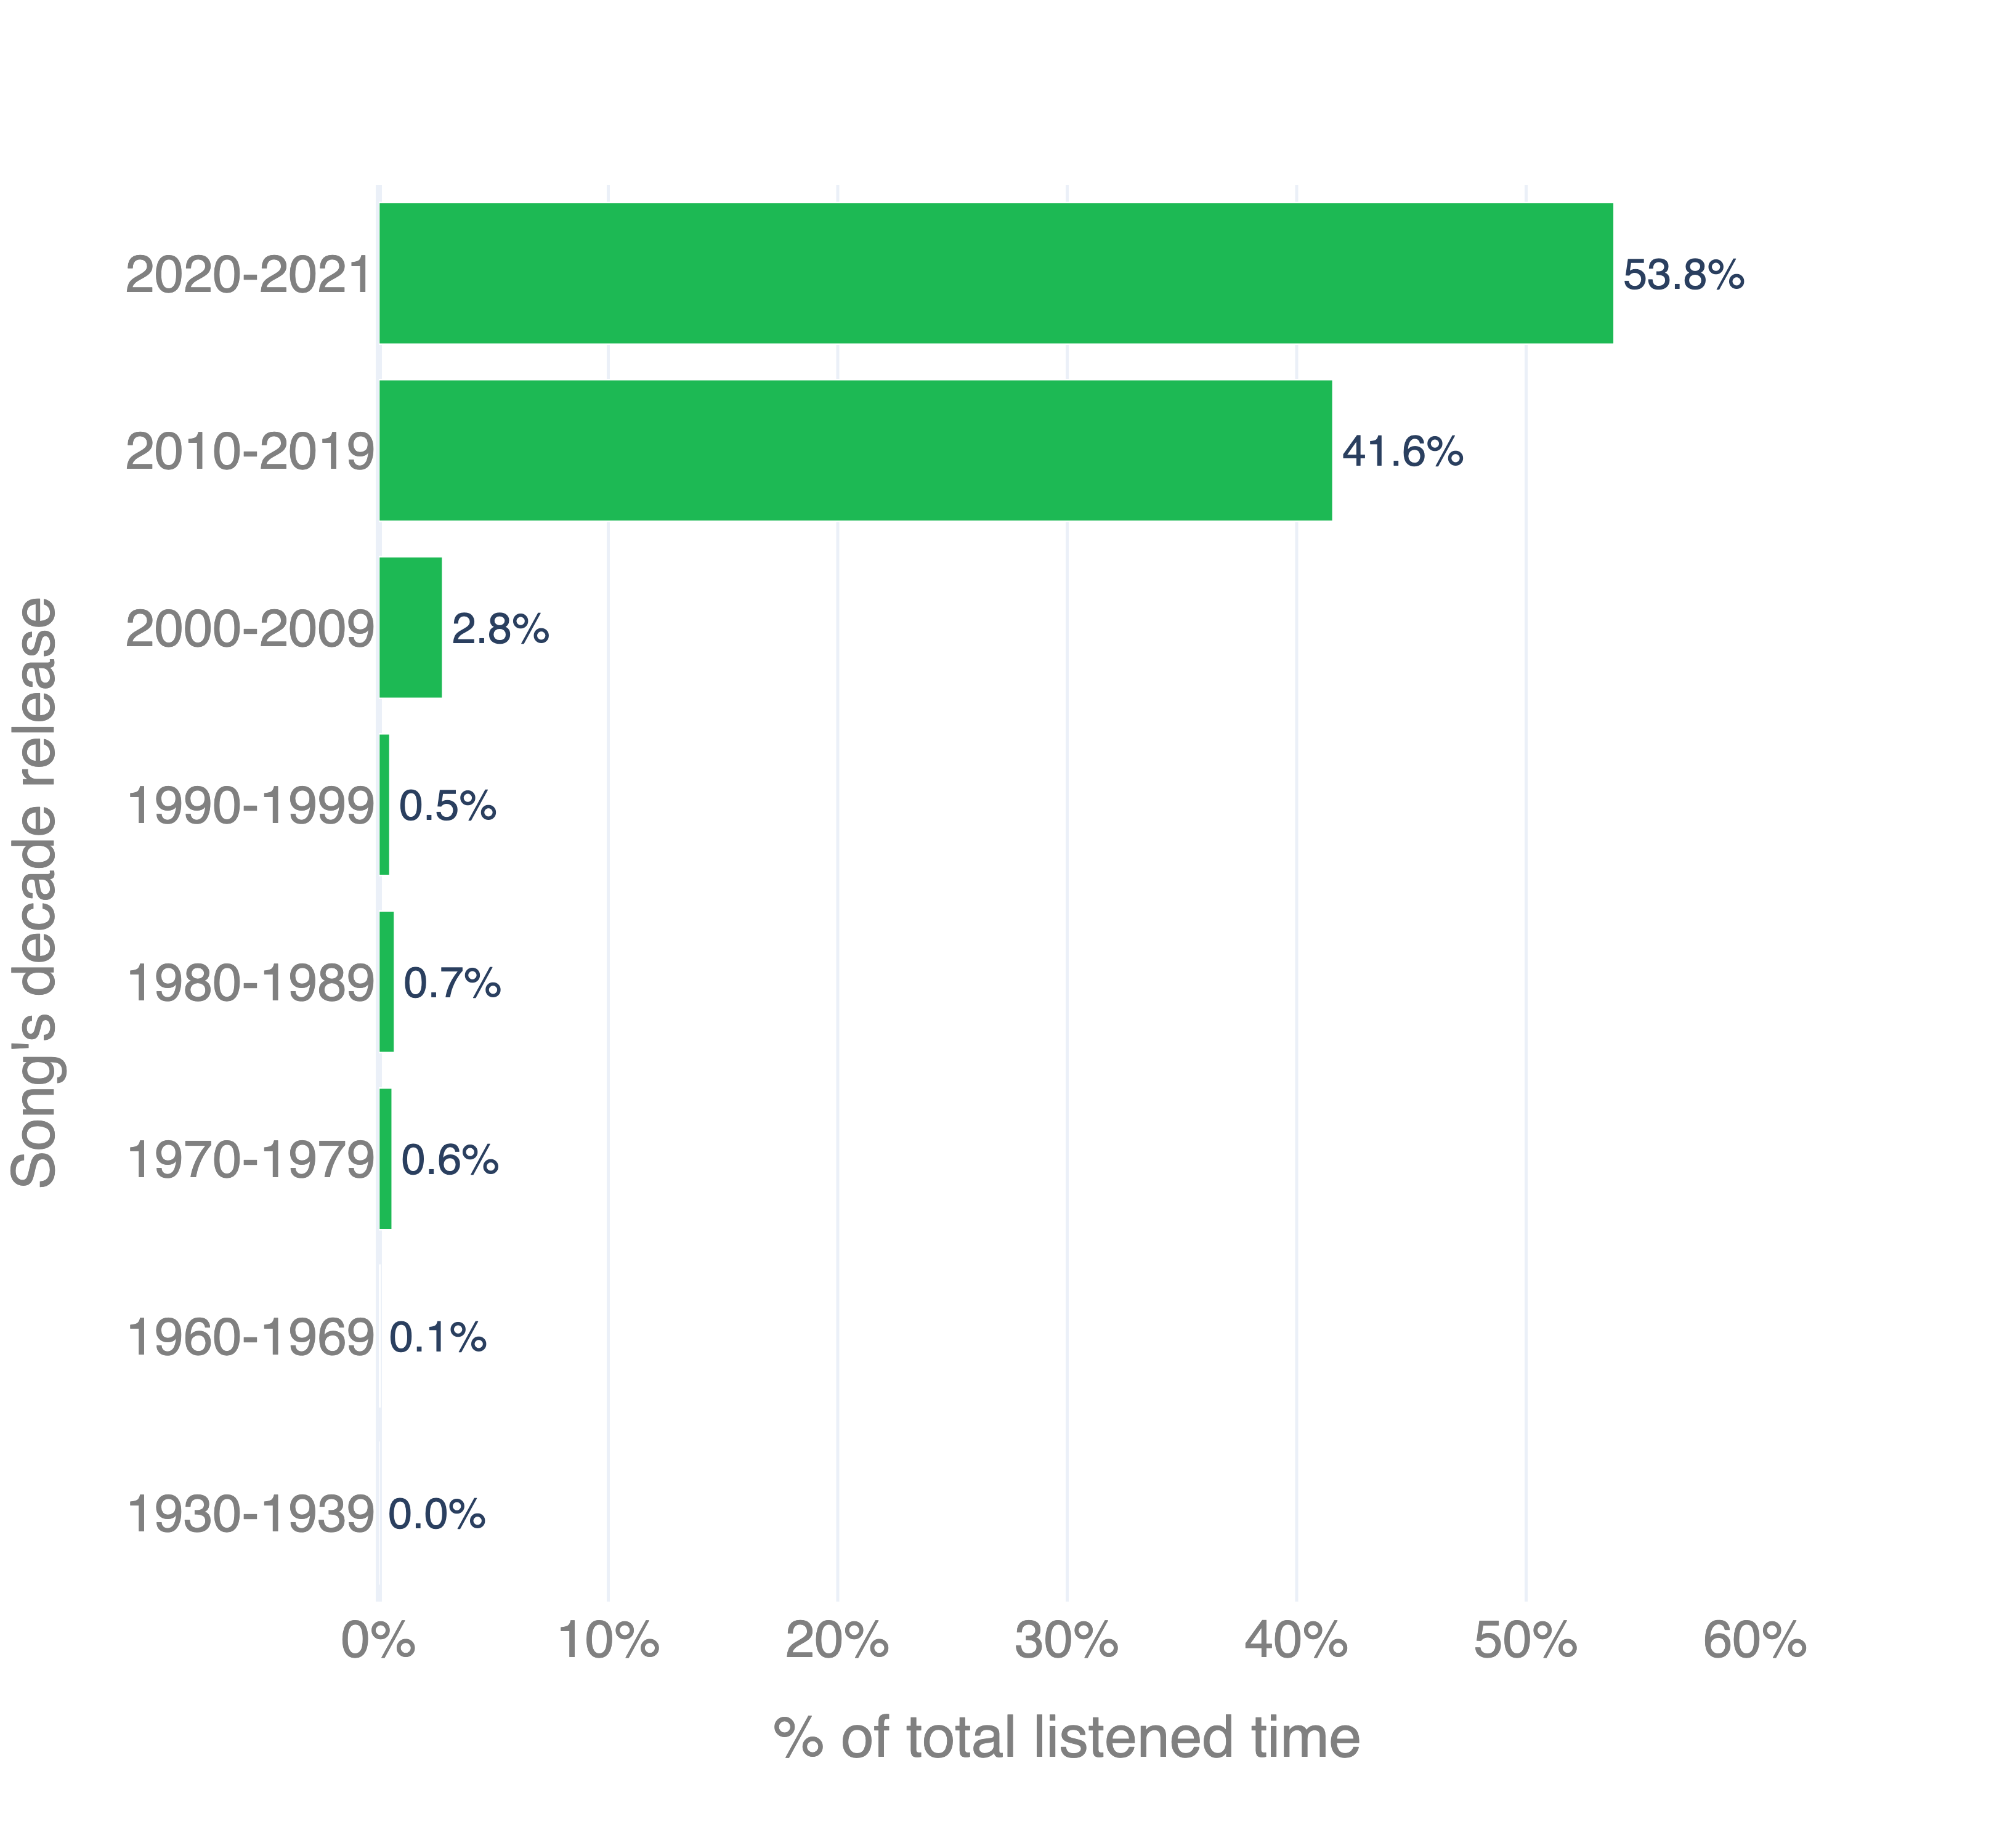 2020-2021 53.8%
2010-2019 41.6%
2000-2009 2.8%
1990-1999 0.5%
1980-1989 0.7%
1970-1979 0.6%
1960-1969 0.1%
1930-1939 0.0%
Song's decade release
0% 10% 20% 30% 40% 50% 60%
% of total listened time